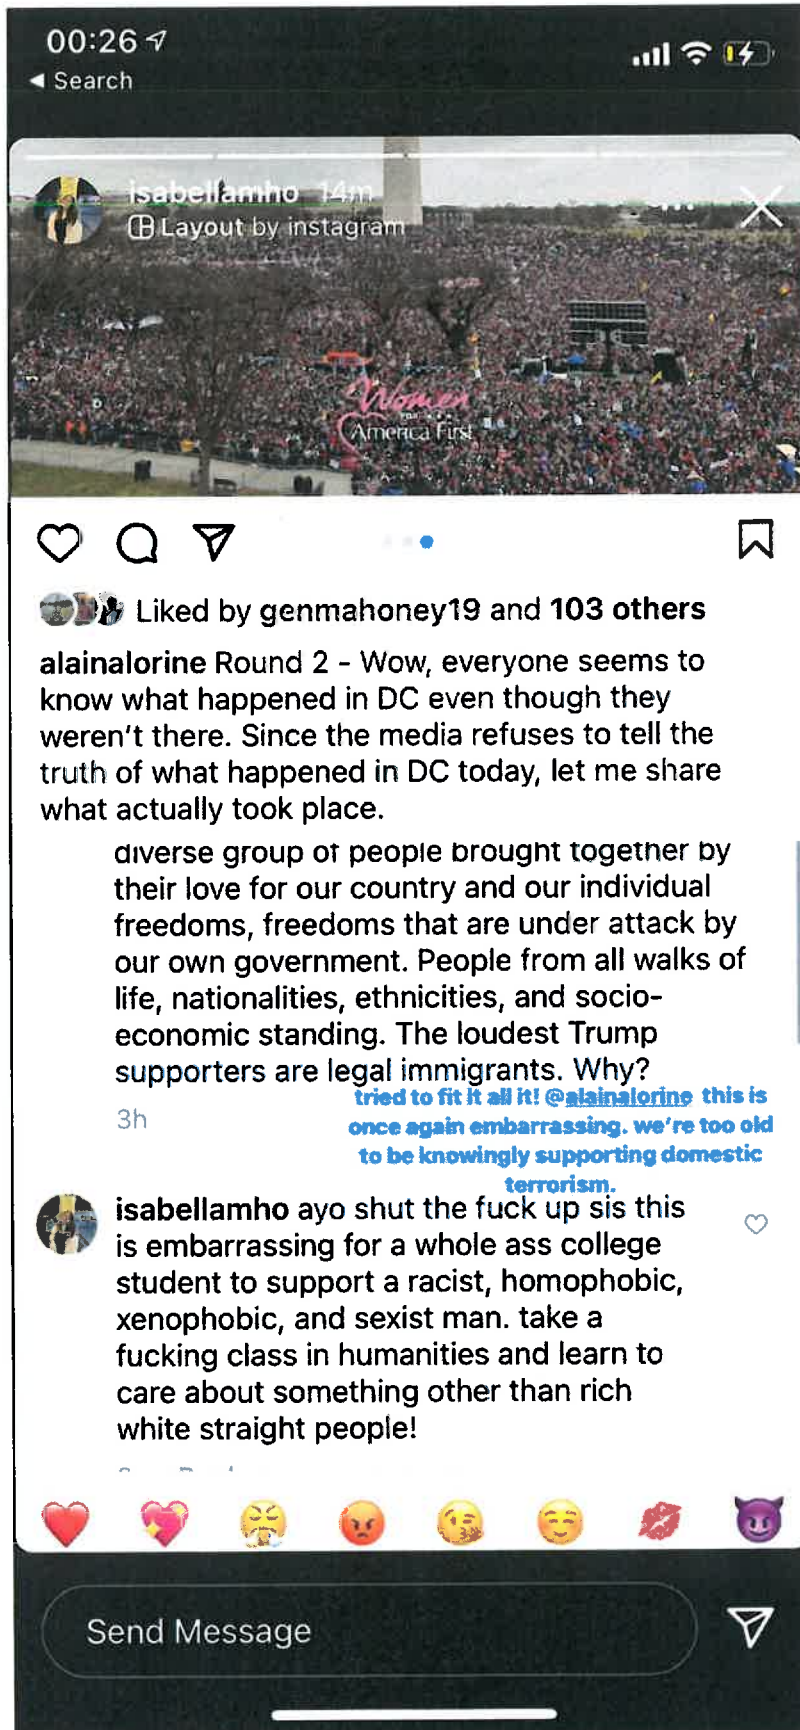 00:26
◀ Search
isabellamho 14m
Layout by instagram
Women
FOR
America First
Liked by genmahoney19 and 103 others
alainalorine Round 2 - Wow, everyone seems to
know what happened in DC even though they
weren't there. Since the media refuses to tell the
truth of what happened in DC today, let me share
what actually took place.
diverse group of people brought together by
their love for our country and our individual
freedoms, freedoms that are under attack by
our own government. People from all walks of
life, nationalities, ethnicities, and socio-
economic standing. The loudest Trump
supporters are legal immigrants. Why?
3h
tried to fit it all it! @alainalorine this is
once again embarrassing. we're too old
to be knowingly supporting domestic
terrorism.
isabellamho ayo shut the fuck up sis this
is embarrassing for a whole ass college
student to support a racist, homophobic,
xenophobic, and sexist man. take a
fucking class in humanities and learn to
care about something other than rich
white straight people!
Send Message